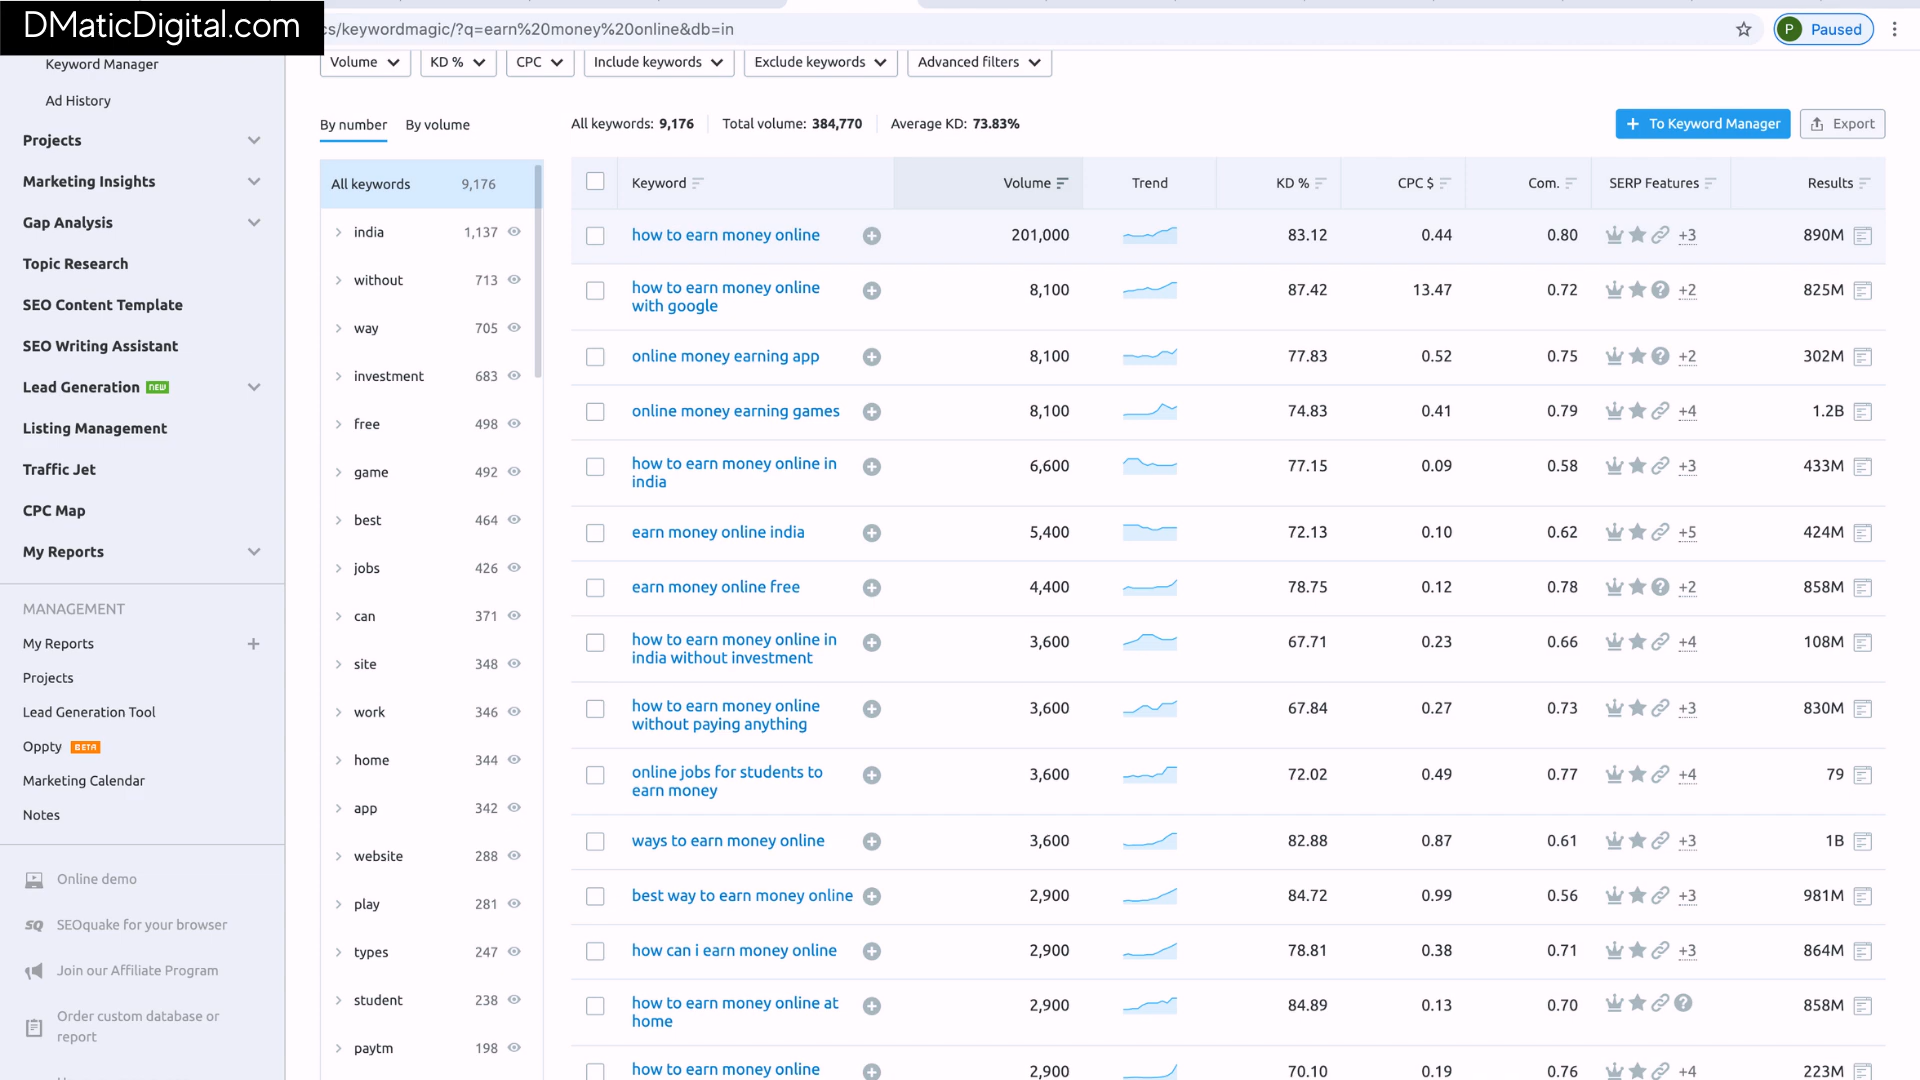 DMaticDigital.com
cs/keywordmagic/?q=earn%20money%20online&db=in
P Paused
Keyword Manager
Ad History
Projects
Marketing Insights
Gap Analysis
Topic Research
SEO Content Template
SEO Writing Assistant
Lead Generation NEW
Listing Management
Traffic Jet
CPC Map
My Reports
MANAGEMENT
My Reports
Projects
Lead Generation Tool
Oppty BETA
Marketing Calendar
Notes
Online demo
SQ SEOquake for your browser
Join our Affiliate Program
Order custom database or
report
Volume KD % CPC Include keywords Exclude keywords Advanced filters
By number By volume
All keywords: 9,176 Total volume: 384,770 Average KD: 73.83%
+ To Keyword Manager Export
All keywords 9,176
india 1,137
without 713
way 705
investment 683
free 498
game 492
best 464
jobs 426
can 371
site 348
work 346
home 344
app 342
website 288
play 281
types 247
student 238
paytm 198
Keyword Volume Trend KD % CPC $ Com. SERP Features Results
how to earn money online 201,000 83.12 0.44 0.80 +3 890M
how to earn money online
with google 8,100 87.42 13.47 0.72 +2 825M
online money earning app 8,100 77.83 0.52 0.75 +2 302M
online money earning games 8,100 74.83 0.41 0.79 +4 1.2B
how to earn money online in
india 6,600 77.15 0.09 0.58 +3 433M
earn money online india 5,400 72.13 0.10 0.62 +5 424M
earn money online free 4,400 78.75 0.12 0.78 +2 858M
how to earn money online in
india without investment 3,600 67.71 0.23 0.66 +4 108M
how to earn money online
without paying anything 3,600 67.84 0.27 0.73 +3 830M
online jobs for students to
earn money 3,600 72.02 0.49 0.77 +4 79
ways to earn money online 3,600 82.88 0.87 0.61 +3 1B
best way to earn money online 2,900 84.72 0.99 0.56 +3 981M
how can i earn money online 2,900 78.81 0.38 0.71 +3 864M
how to earn money online at
home 2,900 84.89 0.13 0.70 858M
how to earn money online 2,900 70.10 0.19 0.76 +4 223M